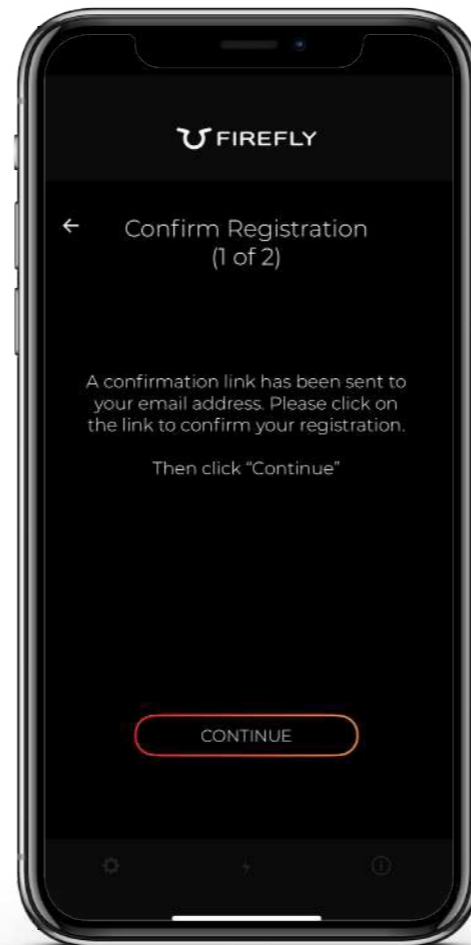 FIREFLY
Confirm Registration
(1 of 2)
A confirmation link has been sent to
your email address. Please click on
the link to confirm your registration.
Then click “Continue”
CONTINUE